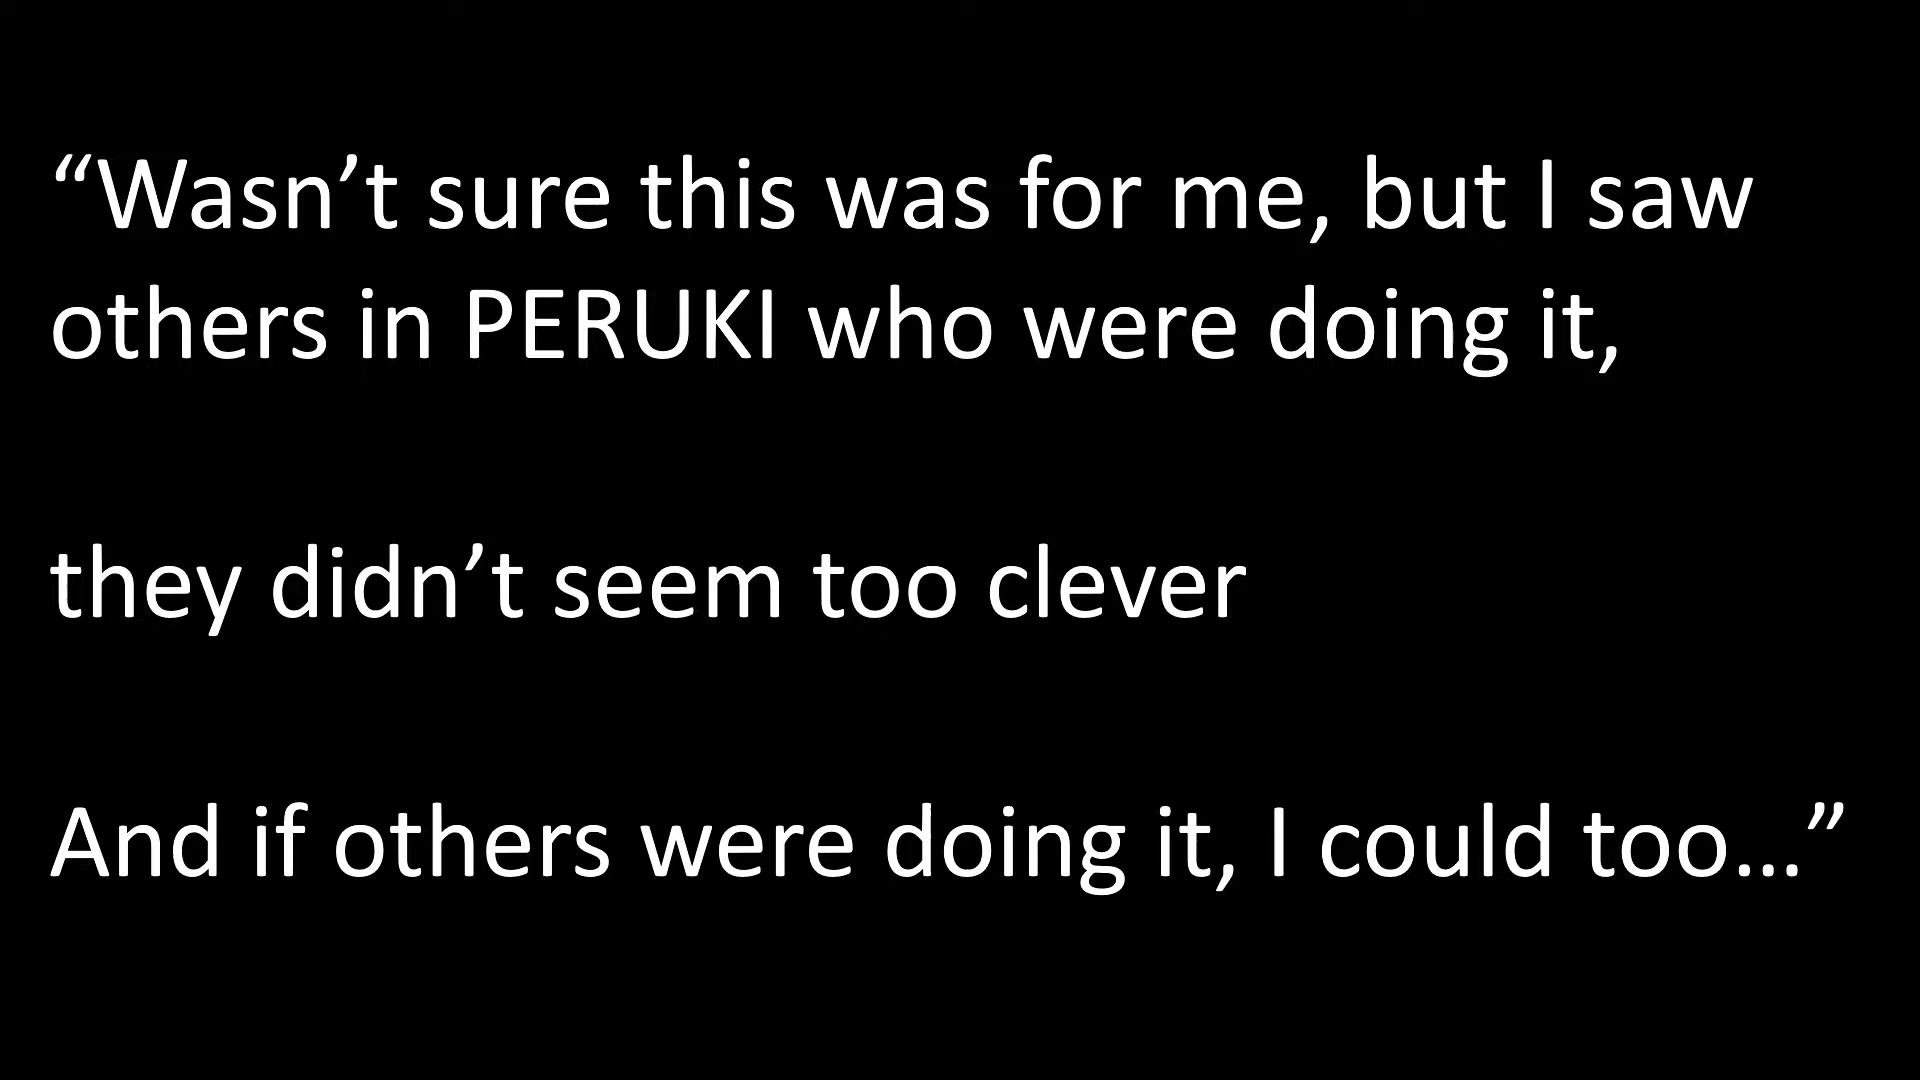 “Wasn’t sure this was for me, but I saw
others in PERUKI who were doing it,
they didn’t seem too clever
And if others were doing it, I could too…”